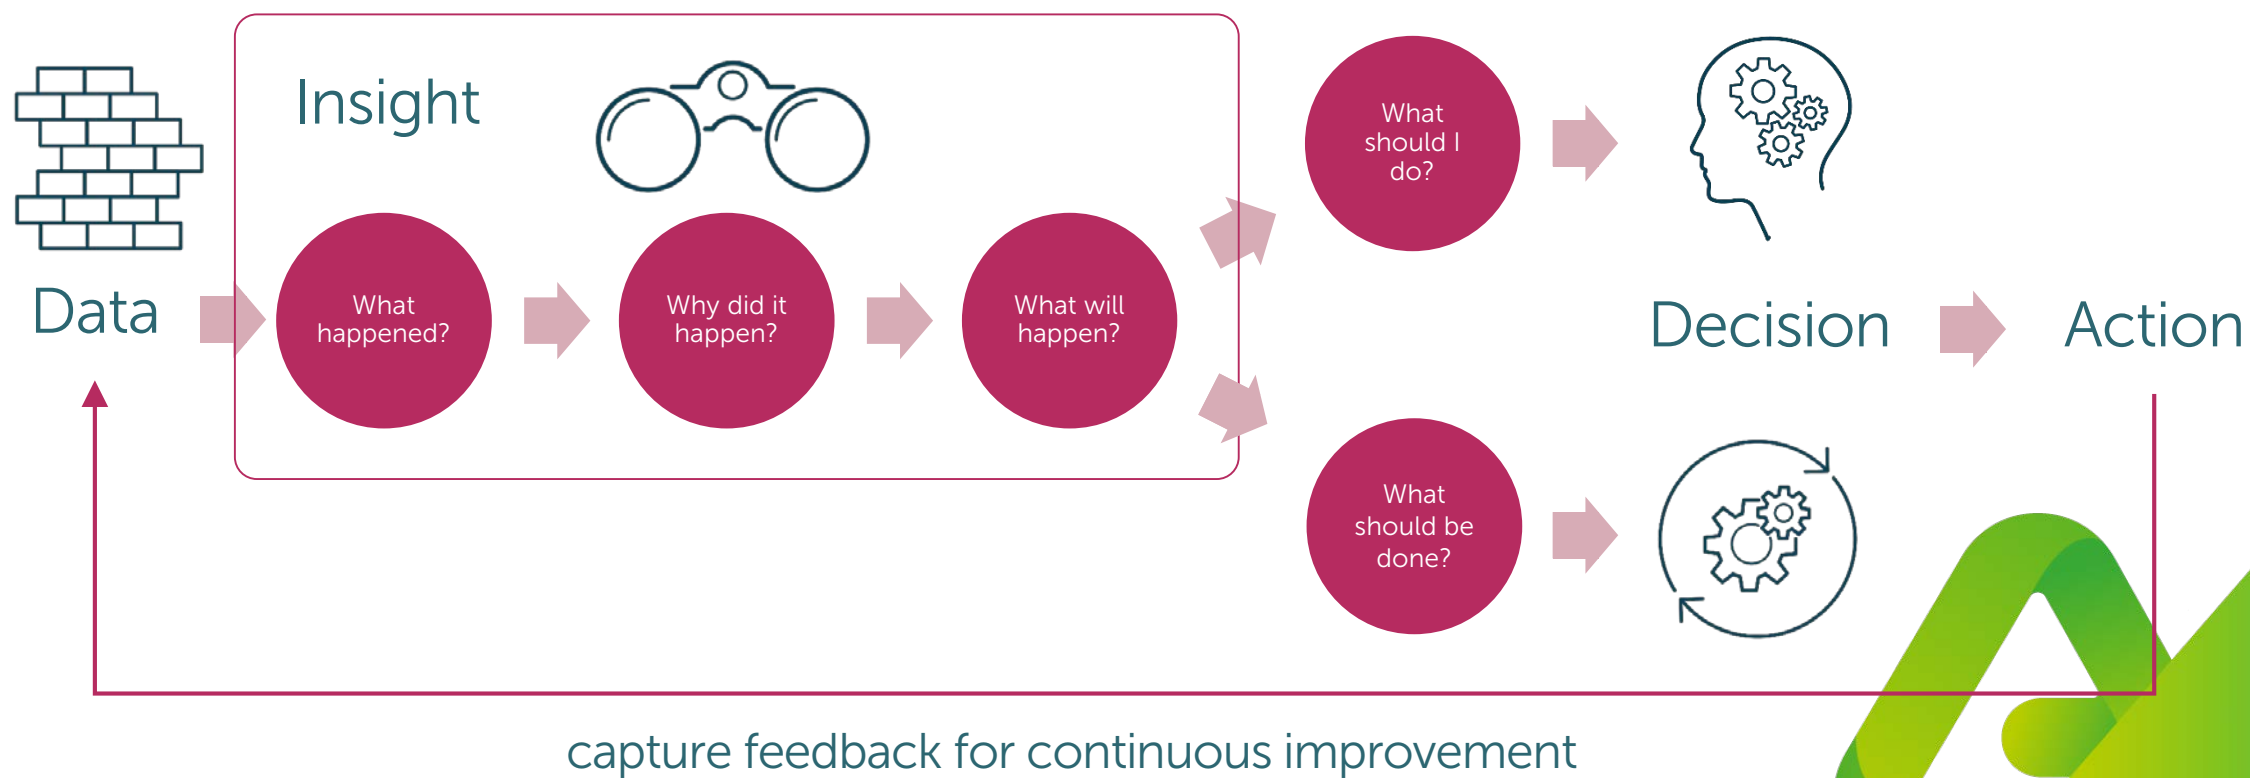 Insight
Data
What
happened?
Why did it
happen?
What will
happen?
What
should I
do?
What
should be
done?
Decision
Action
capture feedback for continuous improvement